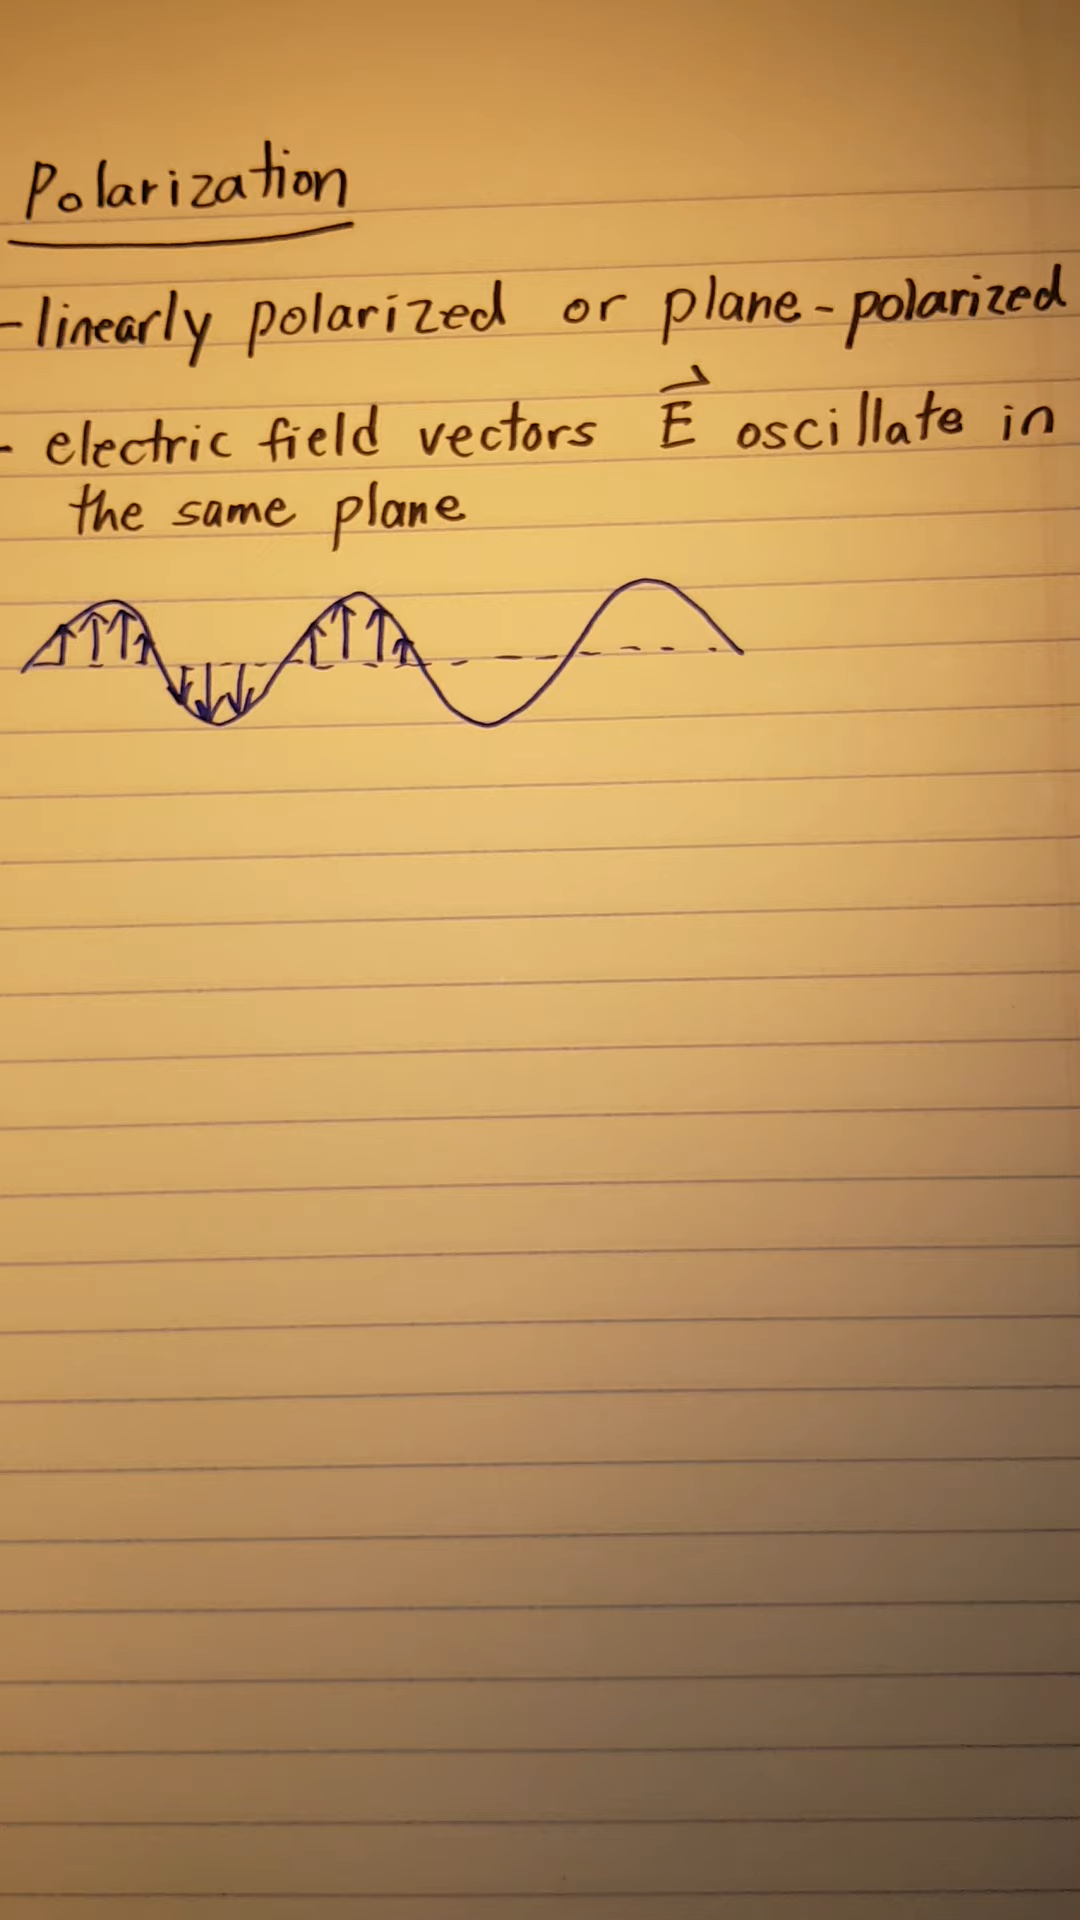 Polarization
- linearly polarized or plane-polarized
- electric field vectors E⃗ oscillate in
the same plane